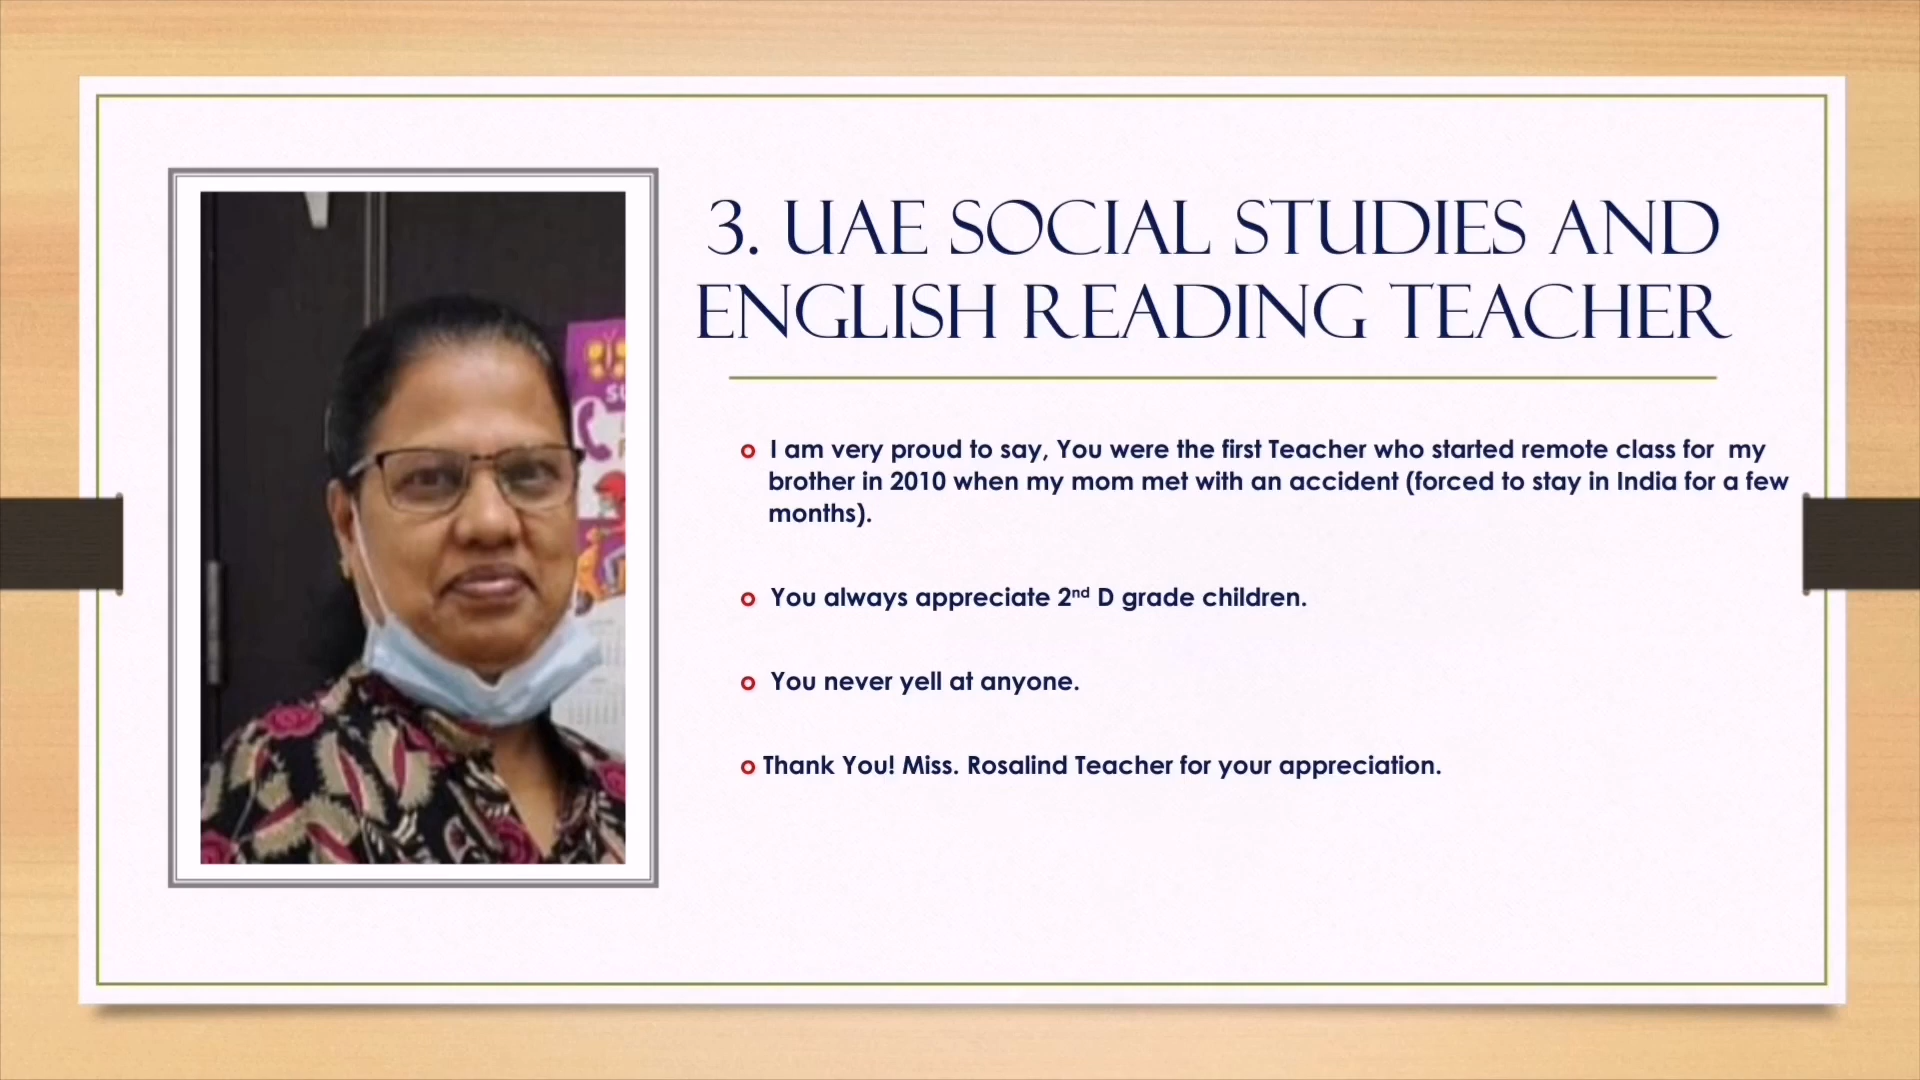 3. UAE SOCIAL STUDIES AND
ENGLISH READING TEACHER
I am very proud to say, You were the first Teacher who started remote class for my
brother in 2010 when my mom met with an accident (forced to stay in India for a few
months).
You always appreciate 2nd D grade children.
You never yell at anyone.
Thank You! Miss. Rosalind Teacher for your appreciation.